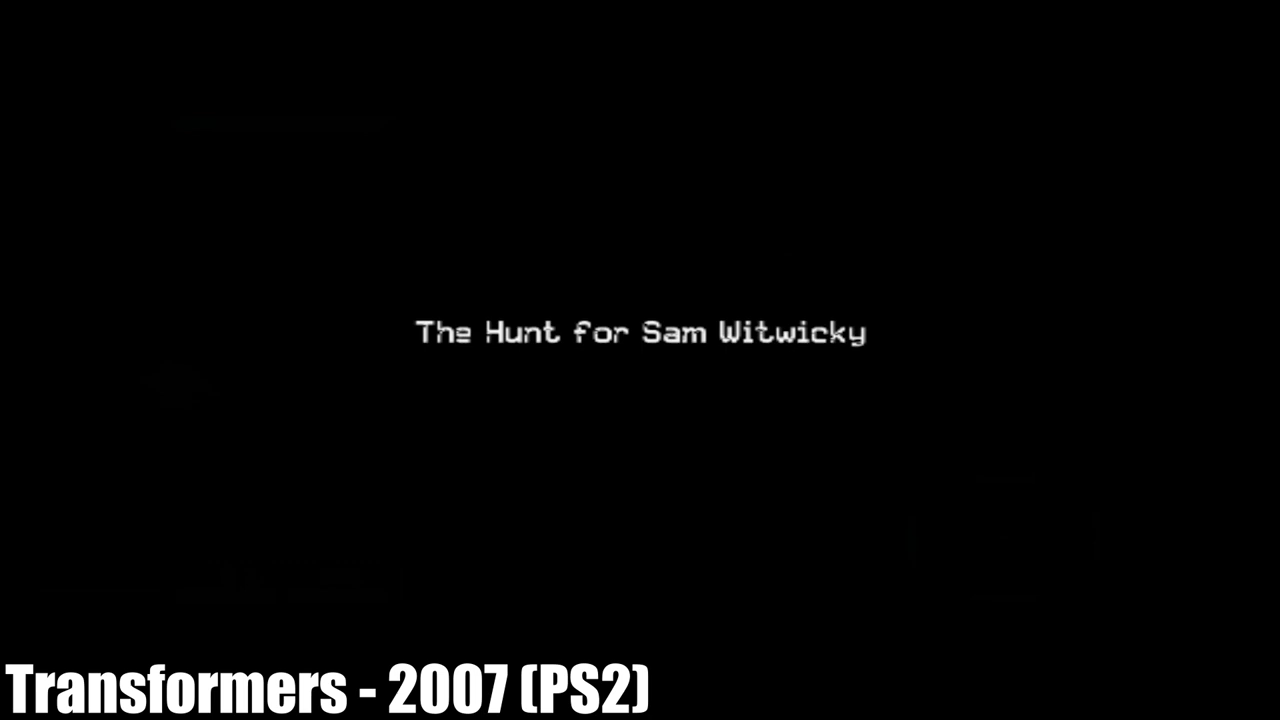 The Hunt for Sam Witwicky
Transformers - 2007 (PS2)